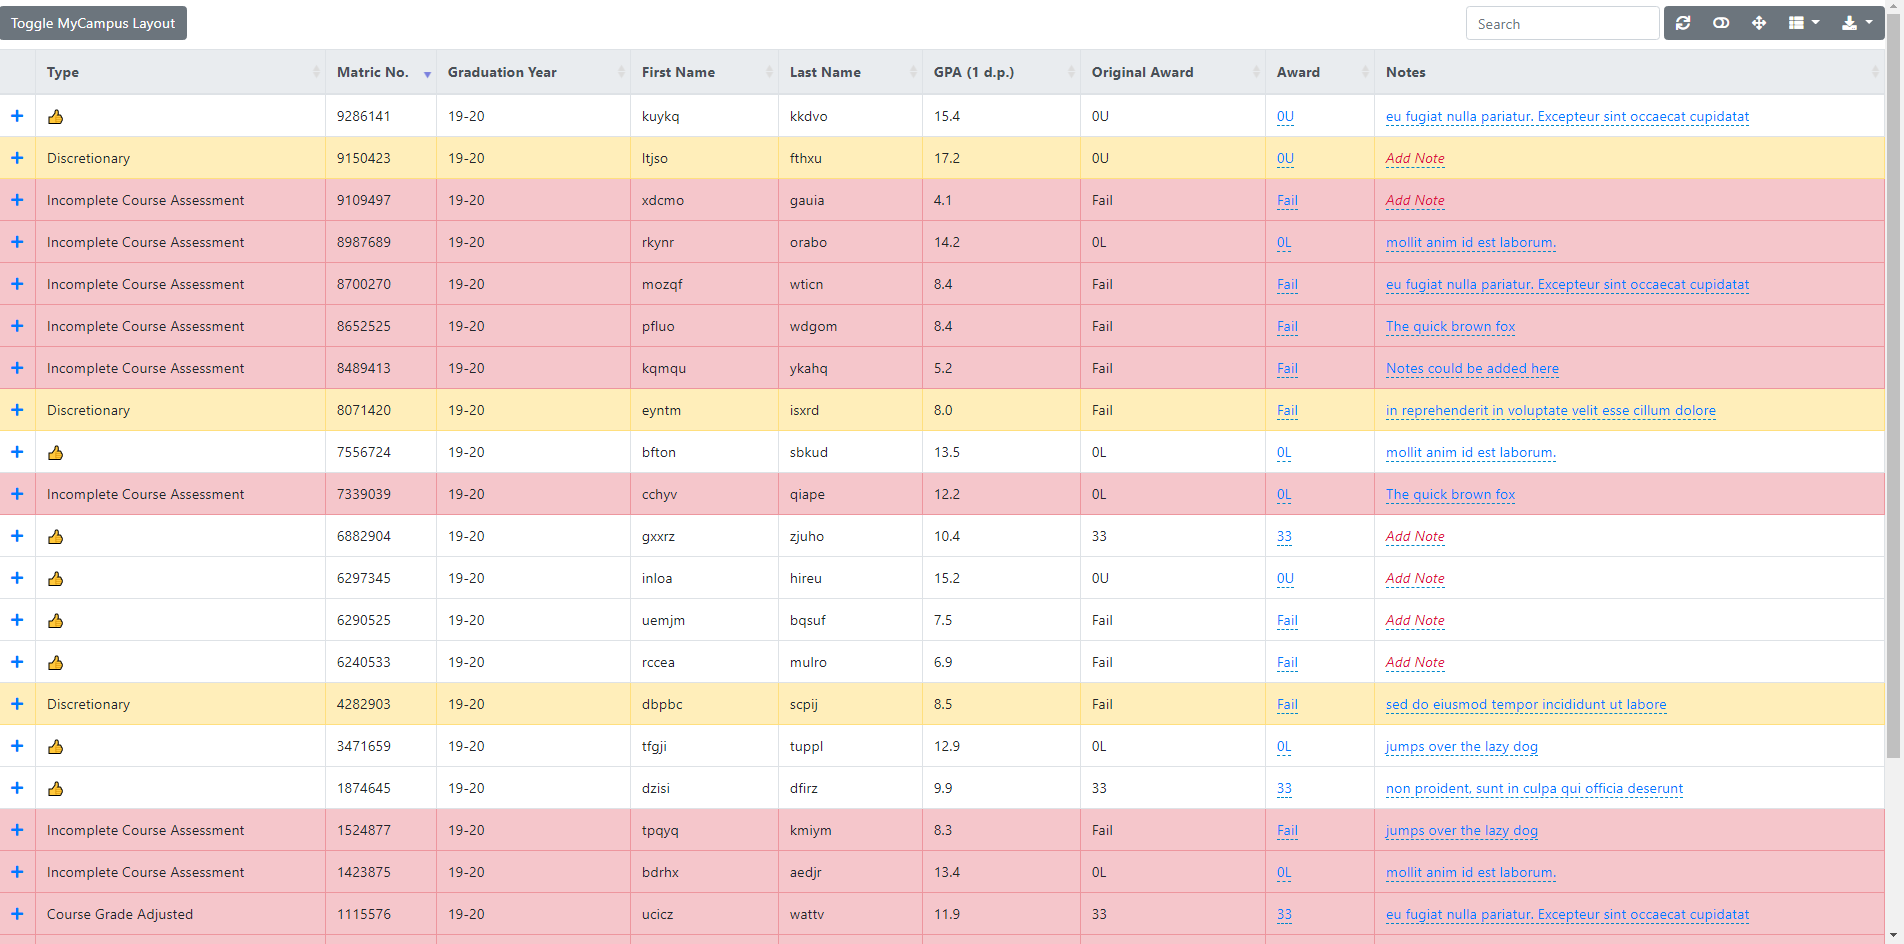 Toggle MyCampus Layout Search
Type Matric No. Graduation Year First Name Last Name GPA (1 d.p.) Original Award Award Notes
9286141 19-20 kuykq kkdvo 15.4 0U 0U eu fugiat nulla pariatur. Excepteur sint occaecat cupidatat
Discretionary 9150423 19-20 ltjso fthxu 17.2 0U 0U Add Note
Incomplete Course Assessment 9109497 19-20 xdcmo gauia 4.1 Fail Fail Add Note
Incomplete Course Assessment 8987689 19-20 rkynr orabo 14.2 0L 0L mollit anim id est laborum.
Incomplete Course Assessment 8700270 19-20 mozqf wticn 8.4 Fail Fail eu fugiat nulla pariatur. Excepteur sint occaecat cupidatat
Incomplete Course Assessment 8652525 19-20 pfluo wdgom 8.4 Fail Fail The quick brown fox
Incomplete Course Assessment 8489413 19-20 kqmqu ykahq 5.2 Fail Fail Notes could be added here
Discretionary 8071420 19-20 eyntm isxrd 8.0 Fail Fail in reprehenderit in voluptate velit esse cillum dolore
7556724 19-20 bfton sbkud 13.5 0L 0L mollit anim id est laborum.
Incomplete Course Assessment 7339039 19-20 cchyv qiape 12.2 0L 0L The quick brown fox
6882904 19-20 gxxrz zjuho 10.4 33 33 Add Note
6297345 19-20 inloa hireu 15.2 0U 0U Add Note
6290525 19-20 uemjm bqsuf 7.5 Fail Fail Add Note
6240533 19-20 rccea mulro 6.9 Fail Fail Add Note
Discretionary 4282903 19-20 dbpbc scpij 8.5 Fail Fail sed do eiusmod tempor incididunt ut labore
3471659 19-20 tfgji tuppl 12.9 0L 0L jumps over the lazy dog
1874645 19-20 dzisi dfirz 9.9 33 33 non proident, sunt in culpa qui officia deserunt
Incomplete Course Assessment 1524877 19-20 tpqyq kmiym 8.3 Fail Fail jumps over the lazy dog
Incomplete Course Assessment 1423875 19-20 bdrhx aedjr 13.4 0L 0L mollit anim id est laborum.
Course Grade Adjusted 1115576 19-20 ucicz wattv 11.9 33 33 eu fugiat nulla pariatur. Excepteur sint occaecat cupidatat